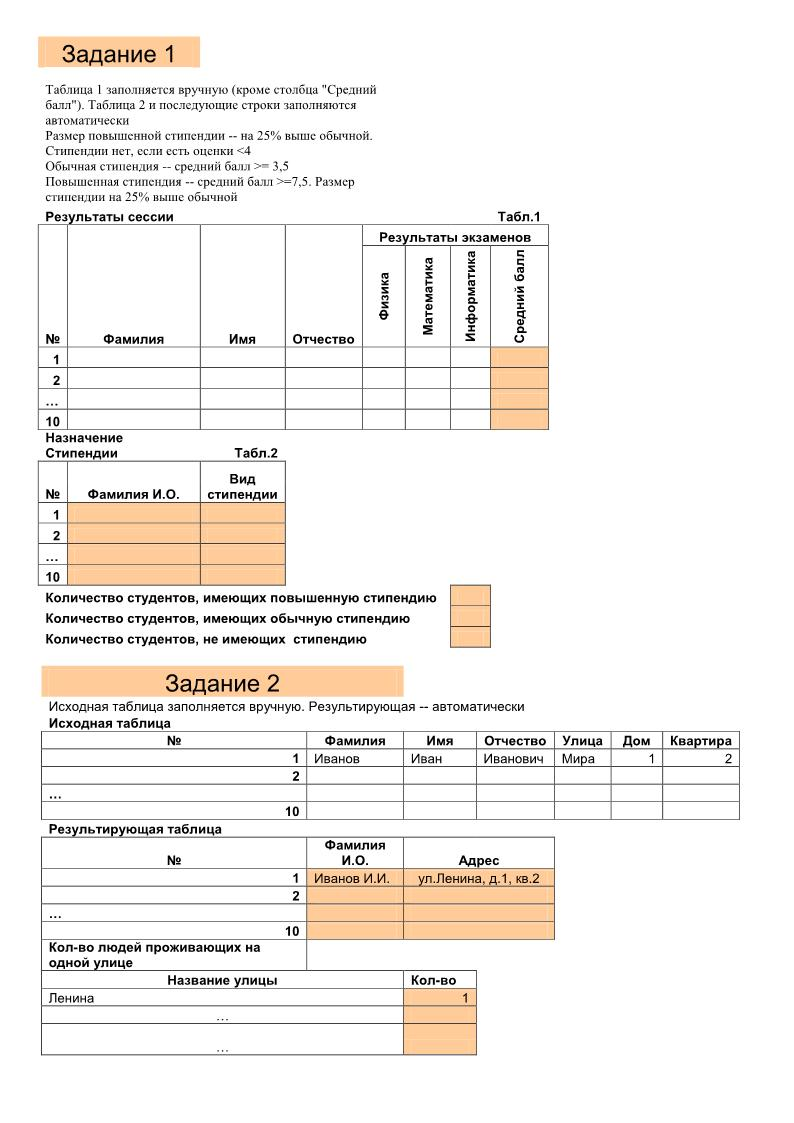 Задание 1
Таблица 1 заполняется вручную (кроме столбца "Средний
балл"). Таблица 2 и последующие строки заполняются
автоматически
Размер повышенной стипендии -- на 25% выше обычной.
Стипендии нет, если есть оценки <4
Обычная стипендия -- средний балл >= 3,5
Повышенная стипендия -- средний балл >=7,5. Размер
стипендии на 25% выше обычной
Результаты сессии Табл.1
Результаты экзаменов
№ Фамилия Имя Отчество Физика Математика Информатика Средний балл
1
2
...
10
Назначение
Стипендии Табл.2
№ Фамилия И.О. Вид
стипендии
1
2
...
10
Количество студентов, имеющих повышенную стипендию
Количество студентов, имеющих обычную стипендию
Количество студентов, не имеющих стипендию
Задание 2
Исходная таблица заполняется вручную. Результирующая -- автоматически
Исходная таблица
№ Фамилия Имя Отчество Улица Дом Квартира
1 Иванов Иван Иванович Мира 1 2
2
...
10
Результирующая таблица
№ Фамилия
И.О. Адрес
1 Иванов И.И. ул.Ленина, д.1, кв.2
2
...
10
Кол-во людей проживающих на
одной улице
Название улицы Кол-во
Ленина 1
...
...